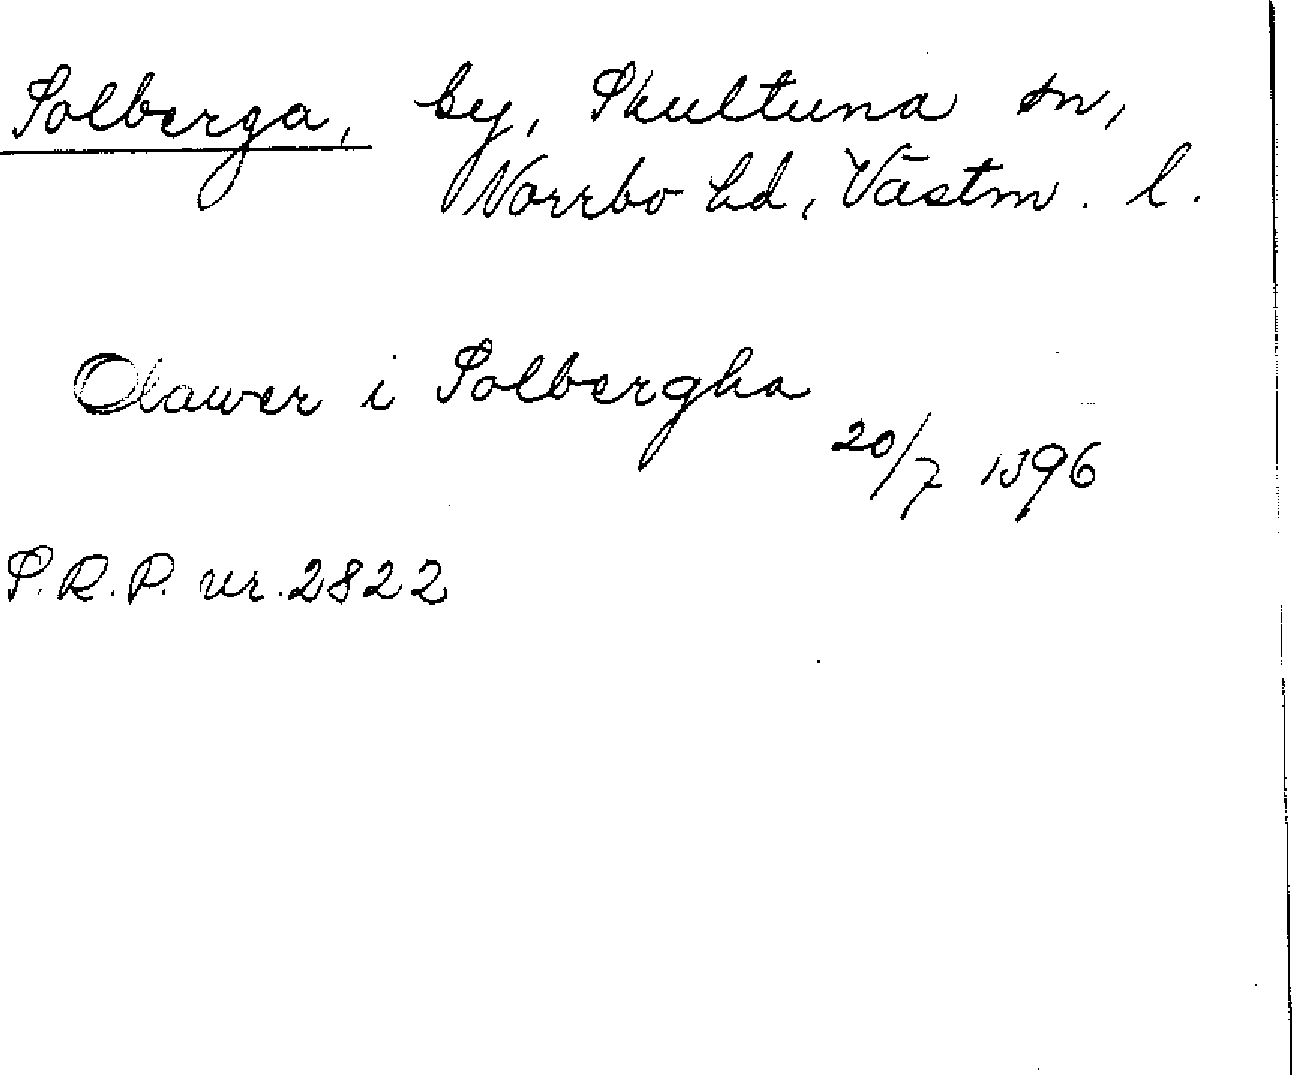 Solberga, by, Skultuna sn,
Norrbo hd, Västm. l.
Olawer i Solbergha
20/7 1396
S.R.P. nr. 2822